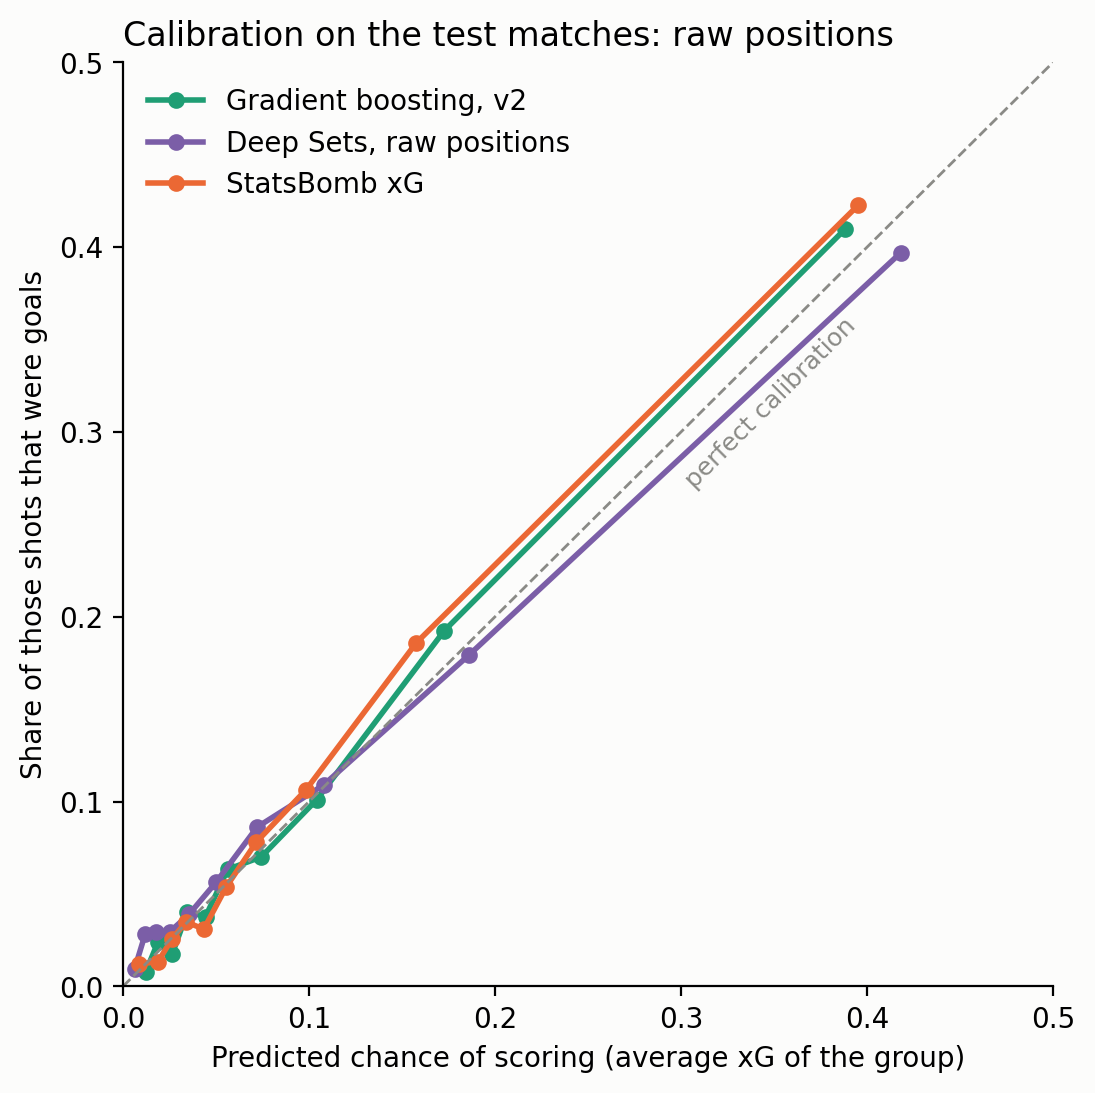 Calibration on the test matches: raw positions
Gradient boosting, v2
Deep Sets, raw positions
StatsBomb xG
perfect calibration
Share of those shots that were goals
0.5
0.4
0.3
0.2
0.1
0.0
0.0 0.1 0.2 0.3 0.4 0.5
Predicted chance of scoring (average xG of the group)